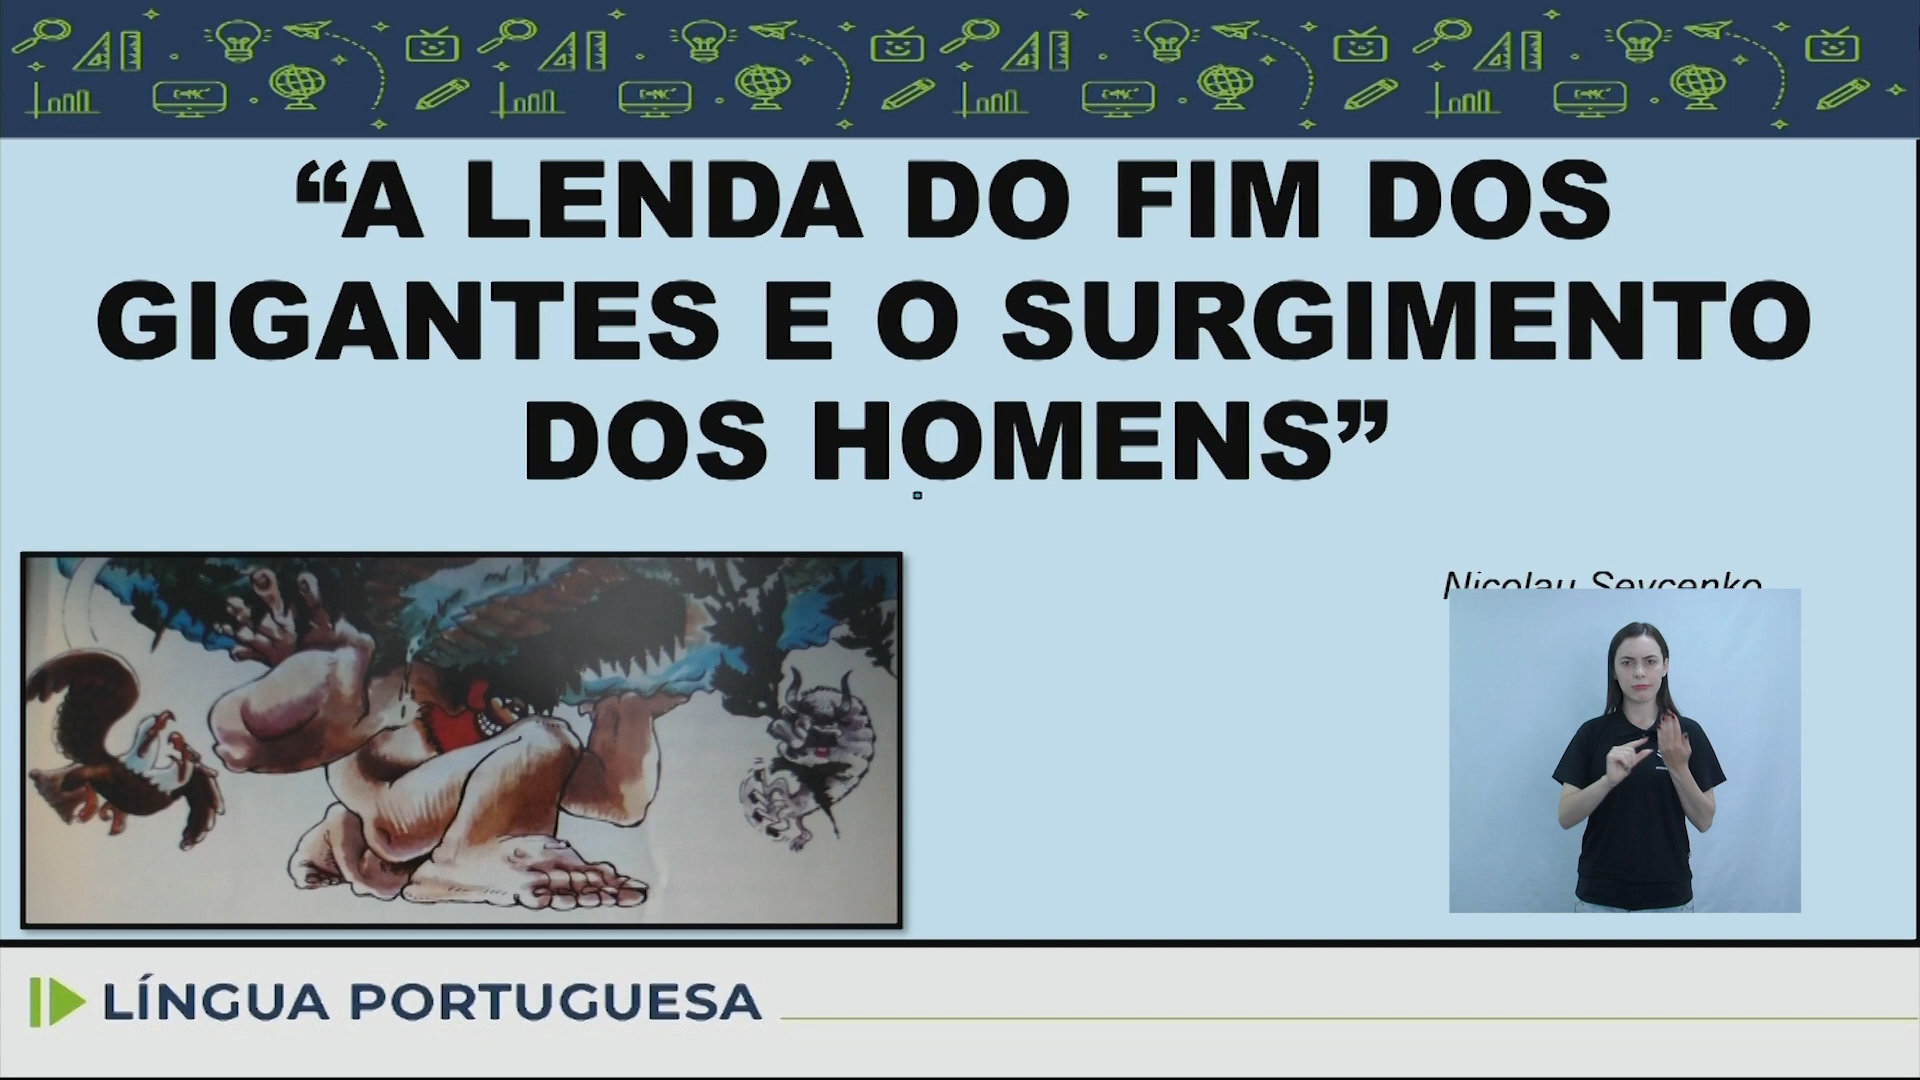 “A LENDA DO FIM DOS
GIGANTES E O SURGIMENTO
DOS HOMENS”
Nicolau Sevcenko
LÍNGUA PORTUGUESA